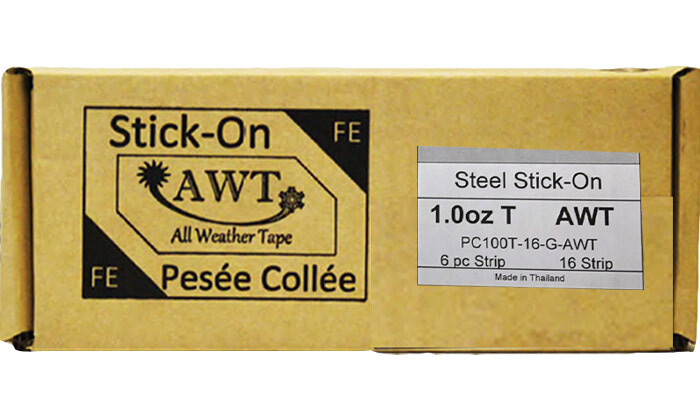 Stick-On
FE
AWT
All Weather Tape
FE
Pesée Collée
Steel Stick-On
1.0oz T AWT
PC100T-16-G-AWT
6 pc Strip 16 Strip
Made in Thailand